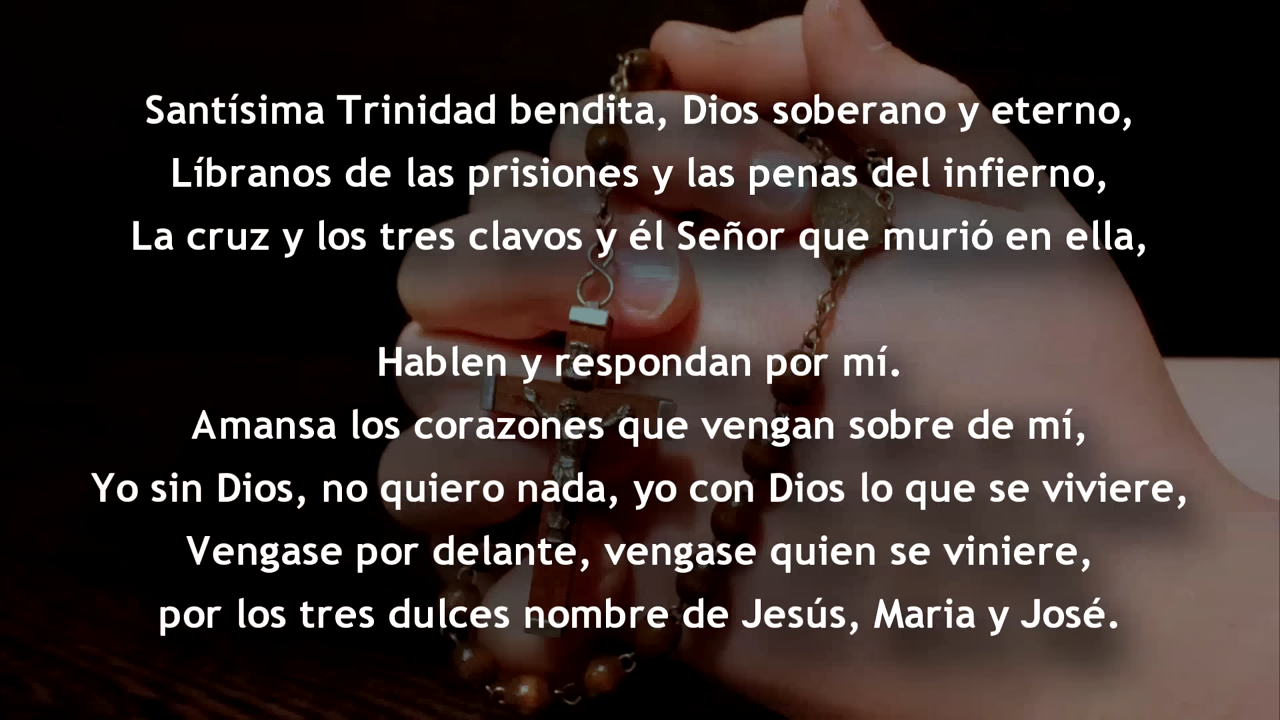 Santísima Trinidad bendita, Dios soberano y eterno,
Líbranos de las prisiones y las penas del infierno,
La cruz y los tres clavos y él Señor que murió en ella,
Hablen y respondan por mí.
Amansa los corazones que vengan sobre de mí,
Yo sin Dios, no quiero nada, yo con Dios lo que se viviere,
Vengase por delante, vengase quien se viniere,
por los tres dulces nombre de Jesús, Maria y José.